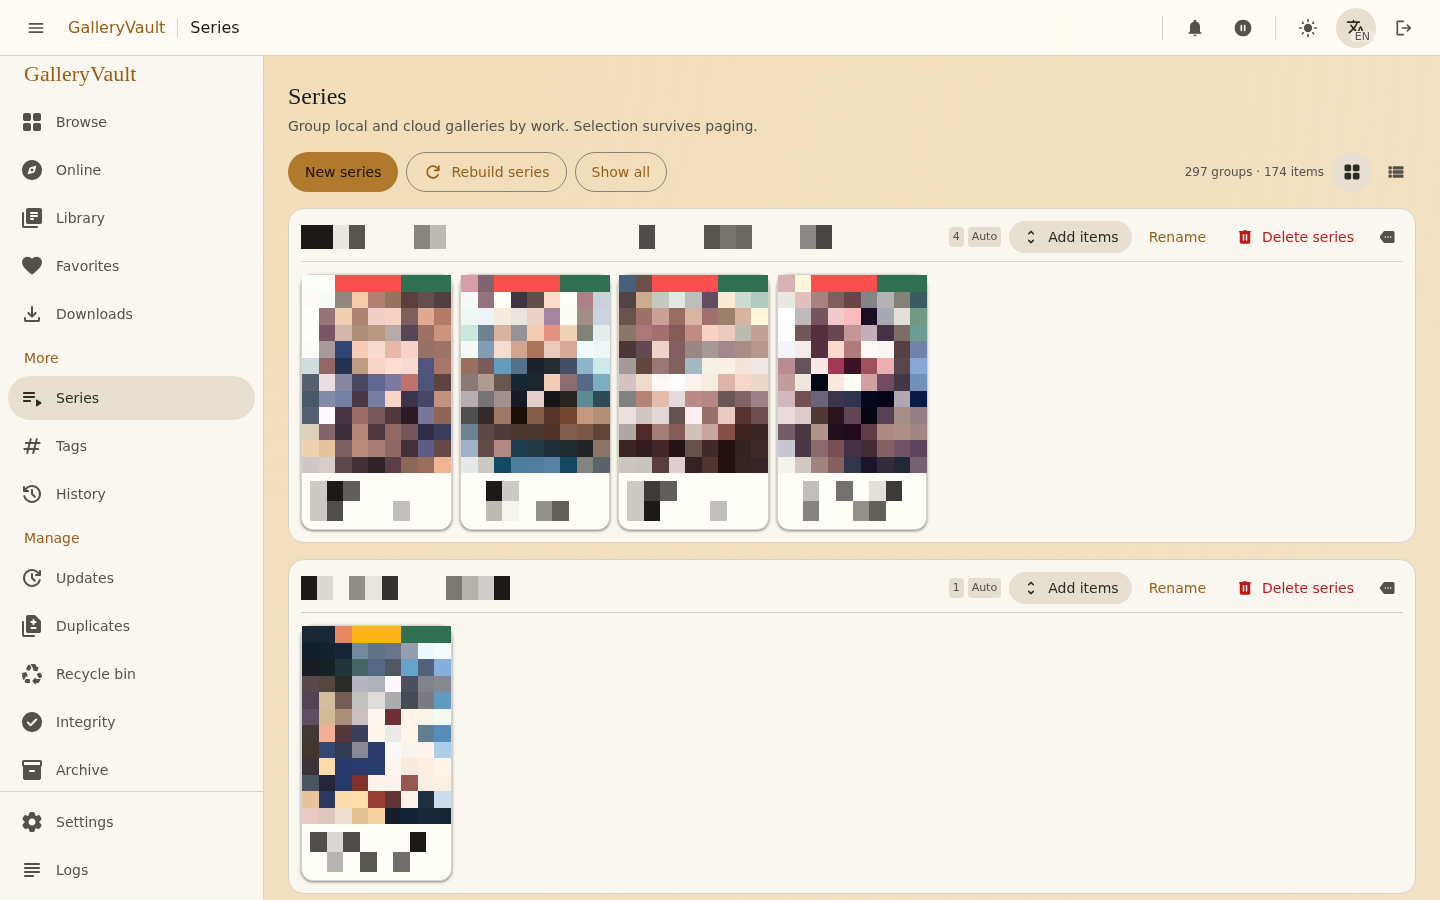 GalleryVault
Series
EN
GalleryVault
Browse
Online
Library
Favorites
Downloads
More
Series
Tags
History
Manage
Updates
Duplicates
Recycle bin
Integrity
Archive
Settings
Logs
Series
Group local and cloud galleries by work. Selection survives paging.
New series
Rebuild series
Show all
297 groups · 174 items
4 Auto Add items Rename Delete series
1 Auto Add items Rename Delete series